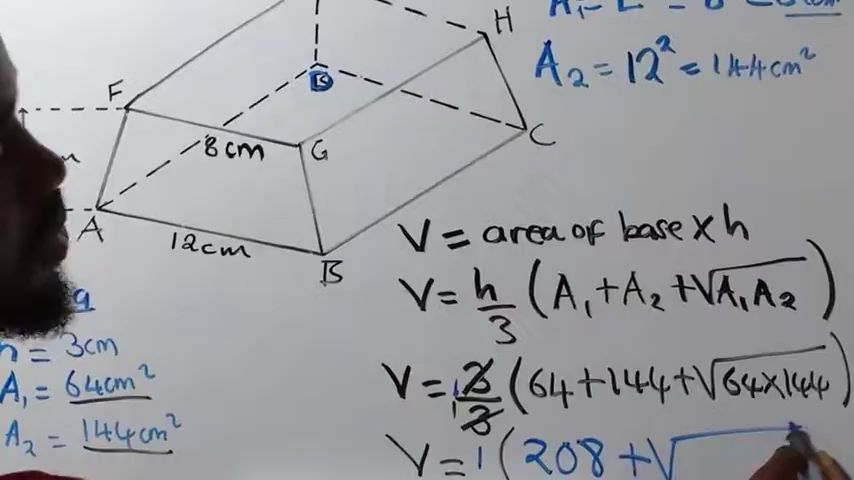 H
A₂ = 12² = 144cm²
F
B
8cm
G
C
A
12cm
B
V = area of base x h
V = h/3 (A₁ + A₂ + √A₁A₂)
= 3cm
A₁ = 64cm²
V = 3/3 (64 + 144 + √64x144)
A₂ = 144cm²
V = 1 (208 + √